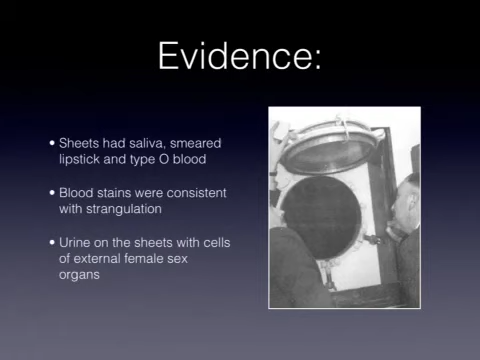 Evidence:
• Sheets had saliva, smeared
lipstick and type O blood
• Blood stains were consistent
with strangulation
• Urine on the sheets with cells
of external female sex
organs